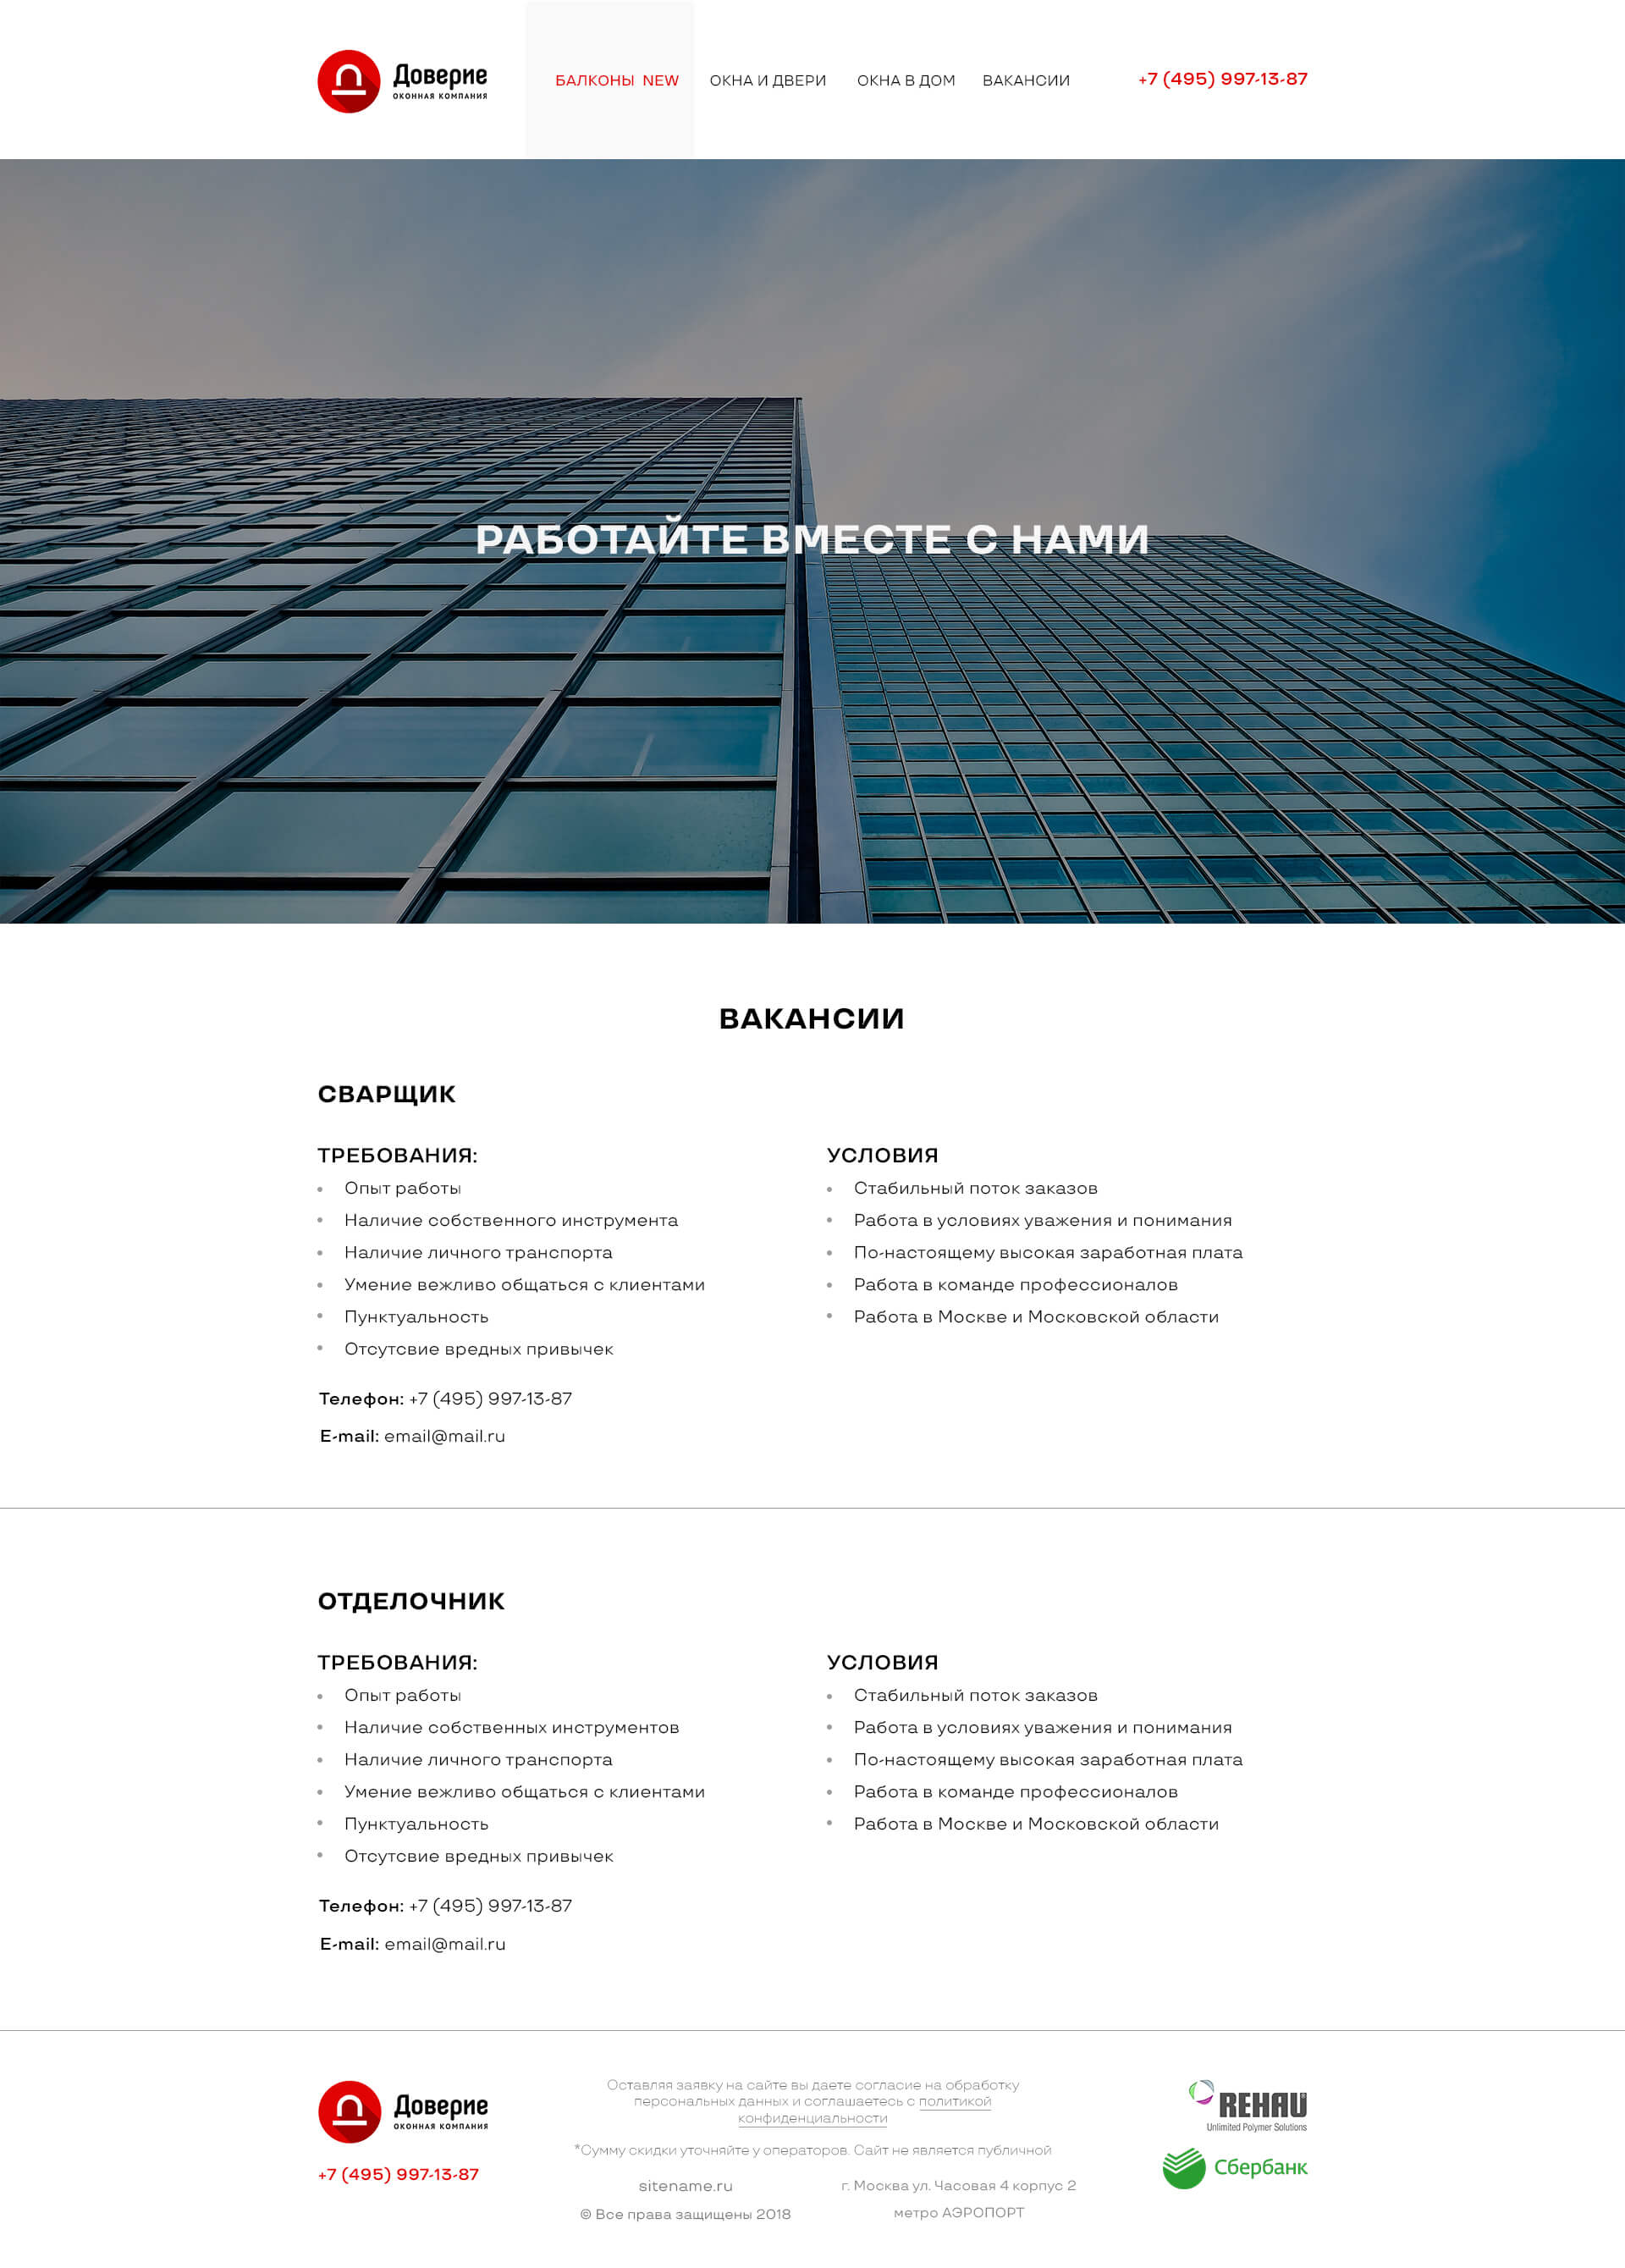 Доверие
ОКОННАЯ КОМПАНИЯ
БАЛКОНЫ NEW
ОКНА И ДВЕРИ
ОКНА В ДОМ
ВАКАНСИИ
+7 (495) 997-13-87
РАБОТАЙТЕ ВМЕСТЕ С НАМИ
ВАКАНСИИ
СВАРЩИК
ТРЕБОВАНИЯ:
Опыт работы
Наличие собственного инструмента
Наличие личного транспорта
Умение вежливо общаться с клиентами
Пунктуальность
Отсутсвие вредных привычек
УСЛОВИЯ
Стабильный поток заказов
Работа в условиях уважения и понимания
По-настоящему высокая заработная плата
Работа в команде профессионалов
Работа в Москве и Московской области
Телефон: +7 (495) 997-13-87
E-mail: email@mail.ru
ОТДЕЛОЧНИК
ТРЕБОВАНИЯ:
Опыт работы
Наличие собственных инструментов
Наличие личного транспорта
Умение вежливо общаться с клиентами
Пунктуальность
Отсутсвие вредных привычек
УСЛОВИЯ
Стабильный поток заказов
Работа в условиях уважения и понимания
По-настоящему высокая заработная плата
Работа в команде профессионалов
Работа в Москве и Московской области
Телефон: +7 (495) 997-13-87
E-mail: email@mail.ru
Доверие
ОКОННАЯ КОМПАНИЯ
+7 (495) 997-13-87
Оставляя заявку на сайте вы даете согласие на обработку
персональных данных и соглашаетесь с политикой
конфиденциальности
*Сумму скидки уточняйте у операторов. Сайт не является публичной
sitename.ru
© Все права защищены 2018
г. Москва ул. Часовая 4 корпус 2
метро АЭРОПОРТ
REHAU
Unlimited Polymer Solutions
Сбербанк